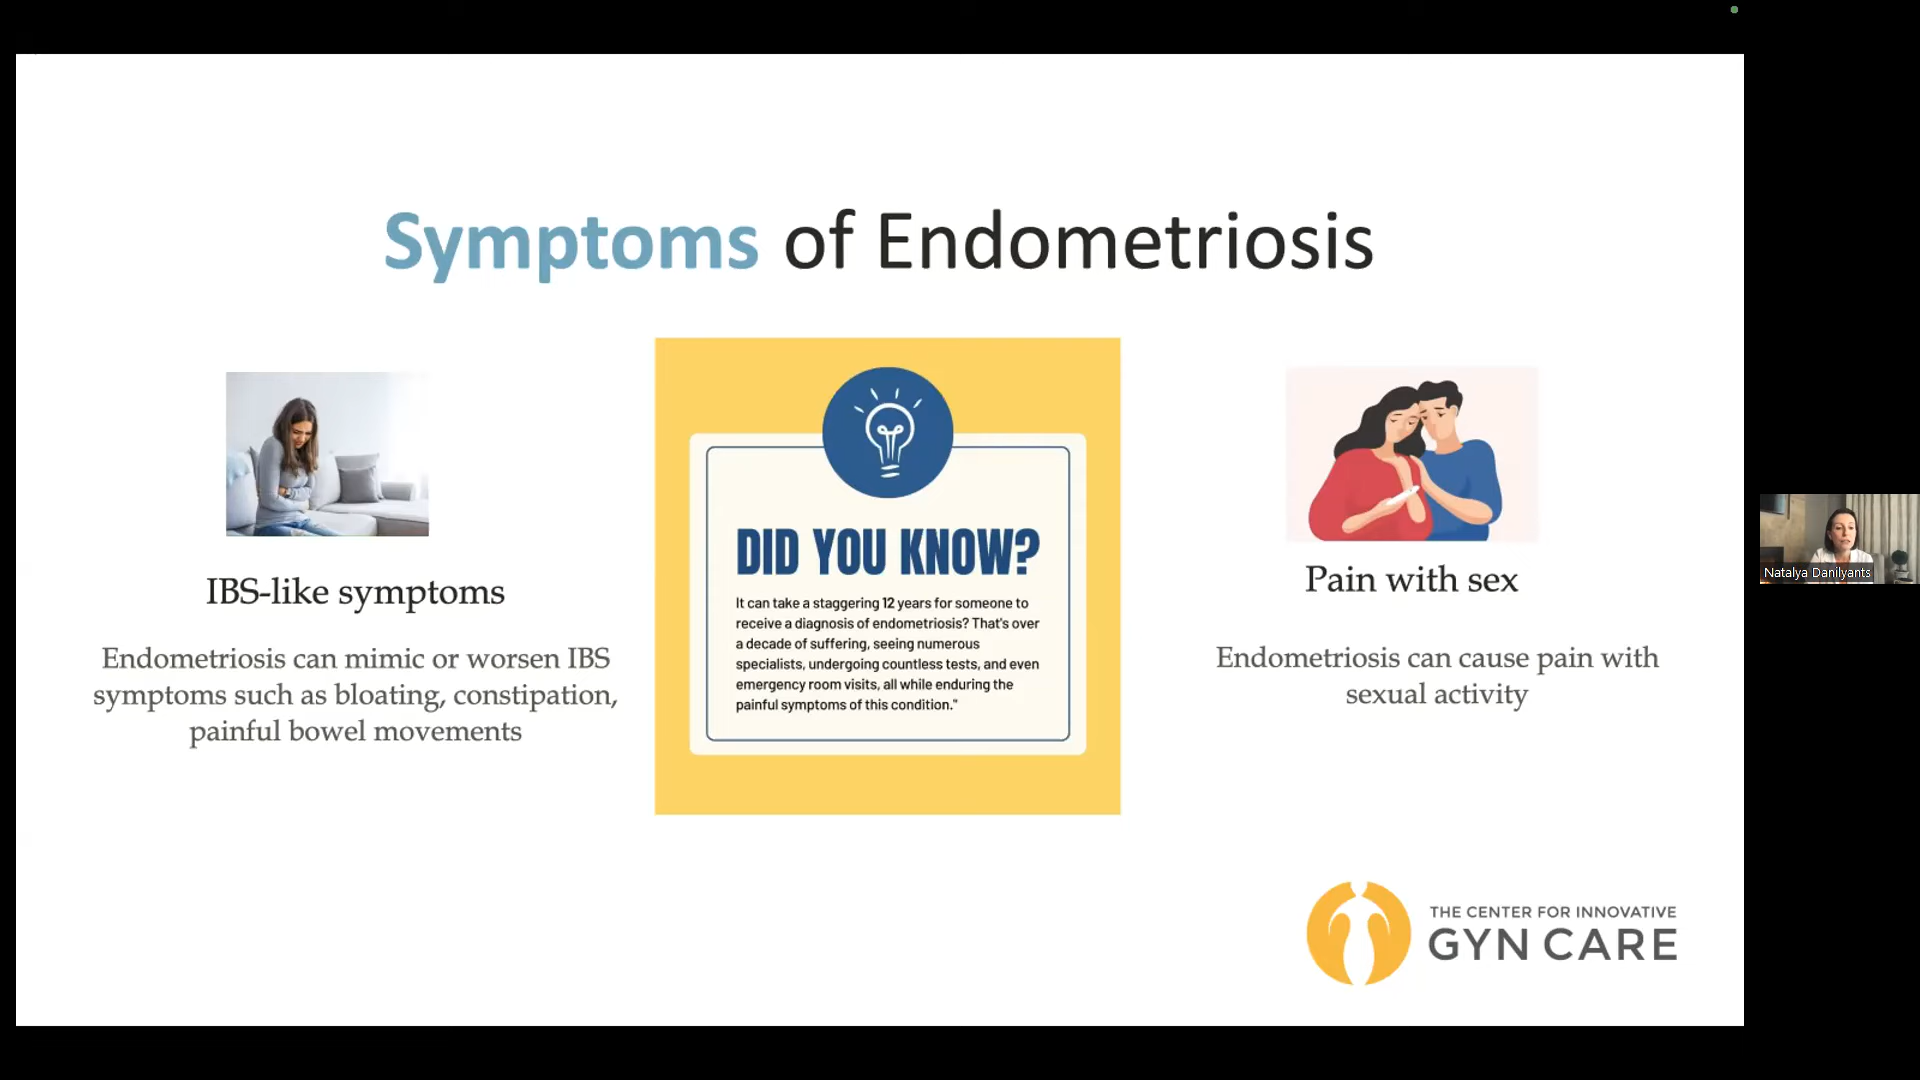 Symptoms of Endometriosis
IBS-like symptoms
Endometriosis can mimic or worsen IBS
symptoms such as bloating, constipation,
painful bowel movements
DID YOU KNOW?
It can take a staggering 12 years for someone to
receive a diagnosis of endometriosis? That's over
a decade of suffering, seeing numerous
specialists, undergoing countless tests, and even
emergency room visits, all while enduring the
painful symptoms of this condition."
Pain with sex
Endometriosis can cause pain with
sexual activity
THE CENTER FOR INNOVATIVE
GYN CARE
Natalya Danilyants